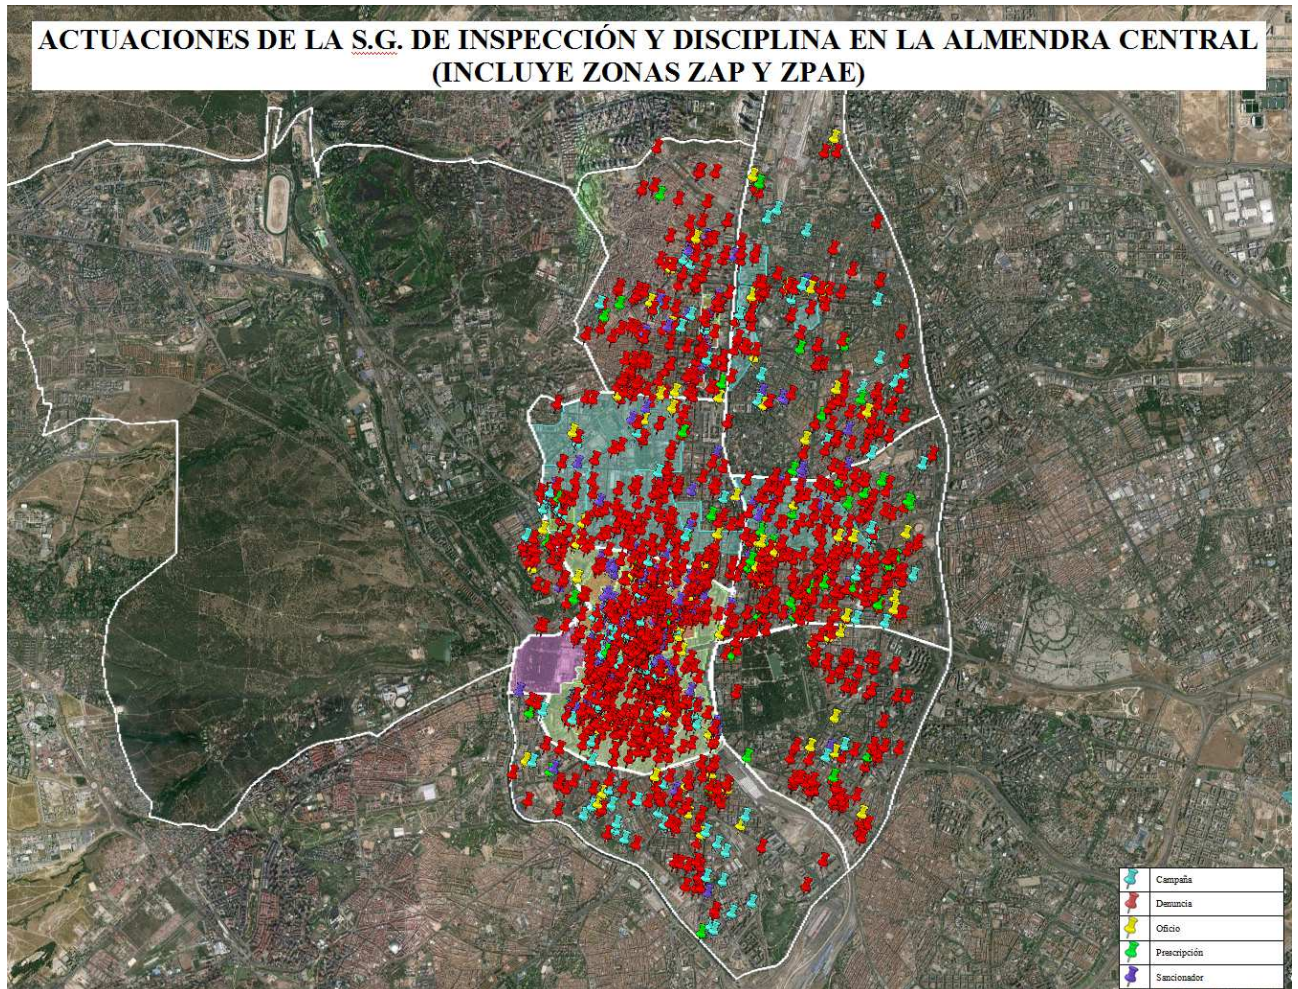 ACTUACIONES DE LA S.G. DE INSPECCIÓN Y DISCIPLINA EN LA ALMENDRA CENTRAL
(INCLUYE ZONAS ZAP Y ZPAE)
Campaña
Denuncia
Oficio
Prescripción
Sancionador